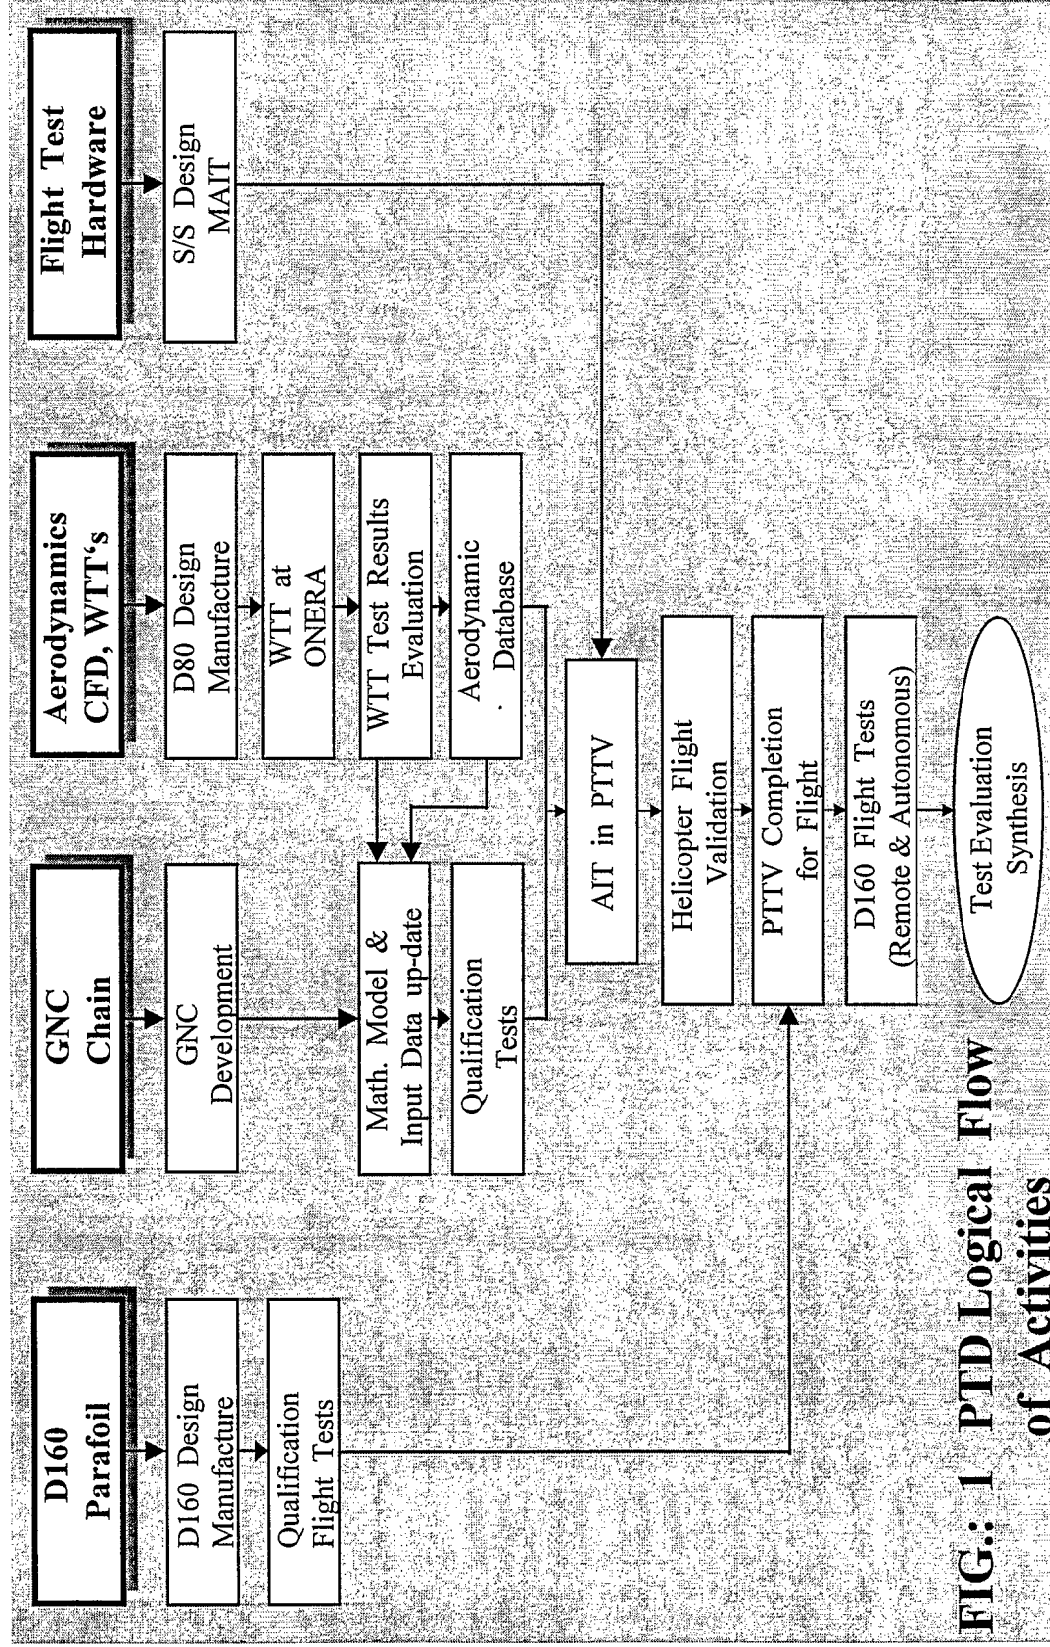 D160
Parafoil
D160 Design
Manufacture
Qualification
Flight Tests
GNC
Chain
GNC
Development
Math. Model &
Input Data up-date
Qualification
Tests
Aerodynamics
CFD, WTT's
D80 Design
Manufacture
WTT at
ONERA
WTT Test Results
Evaluation
Aerodynamic
Database
Flight Test
Hardware
S/S Design
MAIT
AIT in PTTV
Helicopter Flight
Validation
PTTV Completion
for Flight
D160 Flight Tests
(Remote & Autonomous)
Test Evaluation
Synthesis
FIG.: 1 PTD Logical Flow
of Activities